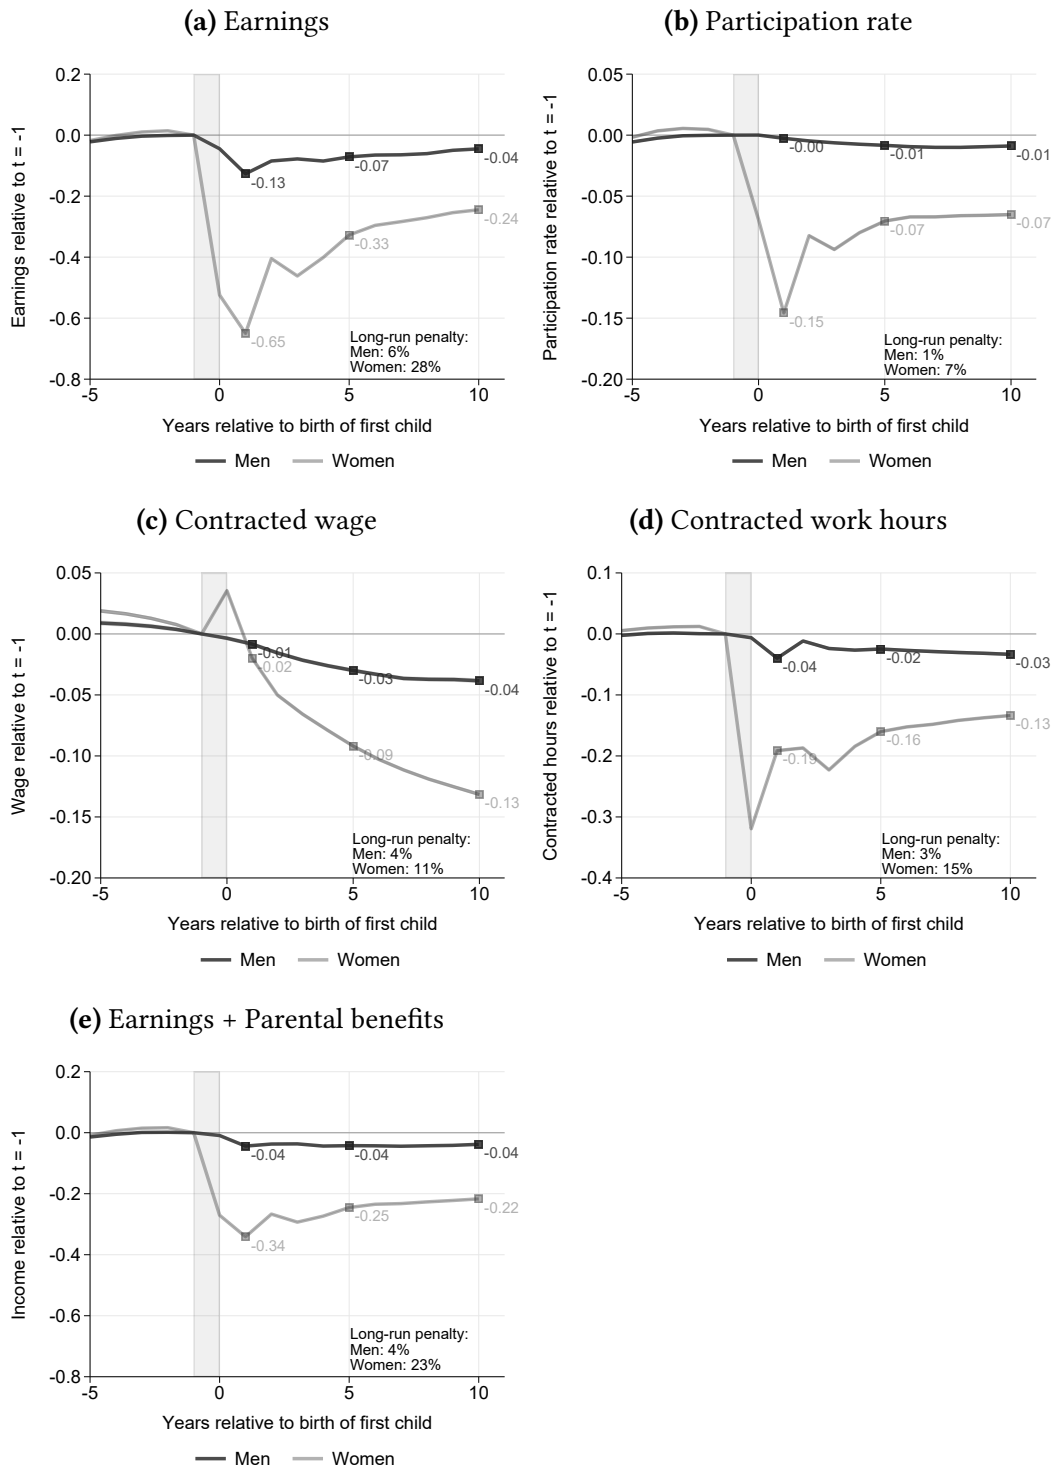 (a) Earnings
0.2
0.0
-0.2
-0.4
-0.6
-0.8
Earnings relative to t = -1
-0.13
-0.07
-0.04
-0.65
-0.33
-0.24
Long-run penalty:
Men: 6%
Women: 28%
-5 0 5 10
Years relative to birth of first child
Men Women
(b) Participation rate
0.05
0.00
-0.05
-0.10
-0.15
-0.20
Participation rate relative to t = -1
-0.00
-0.01
-0.01
-0.15
-0.07
-0.07
Long-run penalty:
Men: 1%
Women: 7%
-5 0 5 10
Years relative to birth of first child
Men Women
(c) Contracted wage
0.05
0.00
-0.05
-0.10
-0.15
-0.20
Wage relative to t = -1
-0.01
-0.02
-0.03
-0.04
-0.09
-0.13
Long-run penalty:
Men: 4%
Women: 11%
-5 0 5 10
Years relative to birth of first child
Men Women
(d) Contracted work hours
0.1
0.0
-0.1
-0.2
-0.3
-0.4
Contracted hours relative to t = -1
-0.04
-0.02
-0.03
-0.19
-0.16
-0.13
Long-run penalty:
Men: 3%
Women: 15%
-5 0 5 10
Years relative to birth of first child
Men Women
(e) Earnings + Parental benefits
0.2
0.0
-0.2
-0.4
-0.6
-0.8
Income relative to t = -1
-0.04
-0.04
-0.04
-0.34
-0.25
-0.22
Long-run penalty:
Men: 4%
Women: 23%
-5 0 5 10
Years relative to birth of first child
Men Women